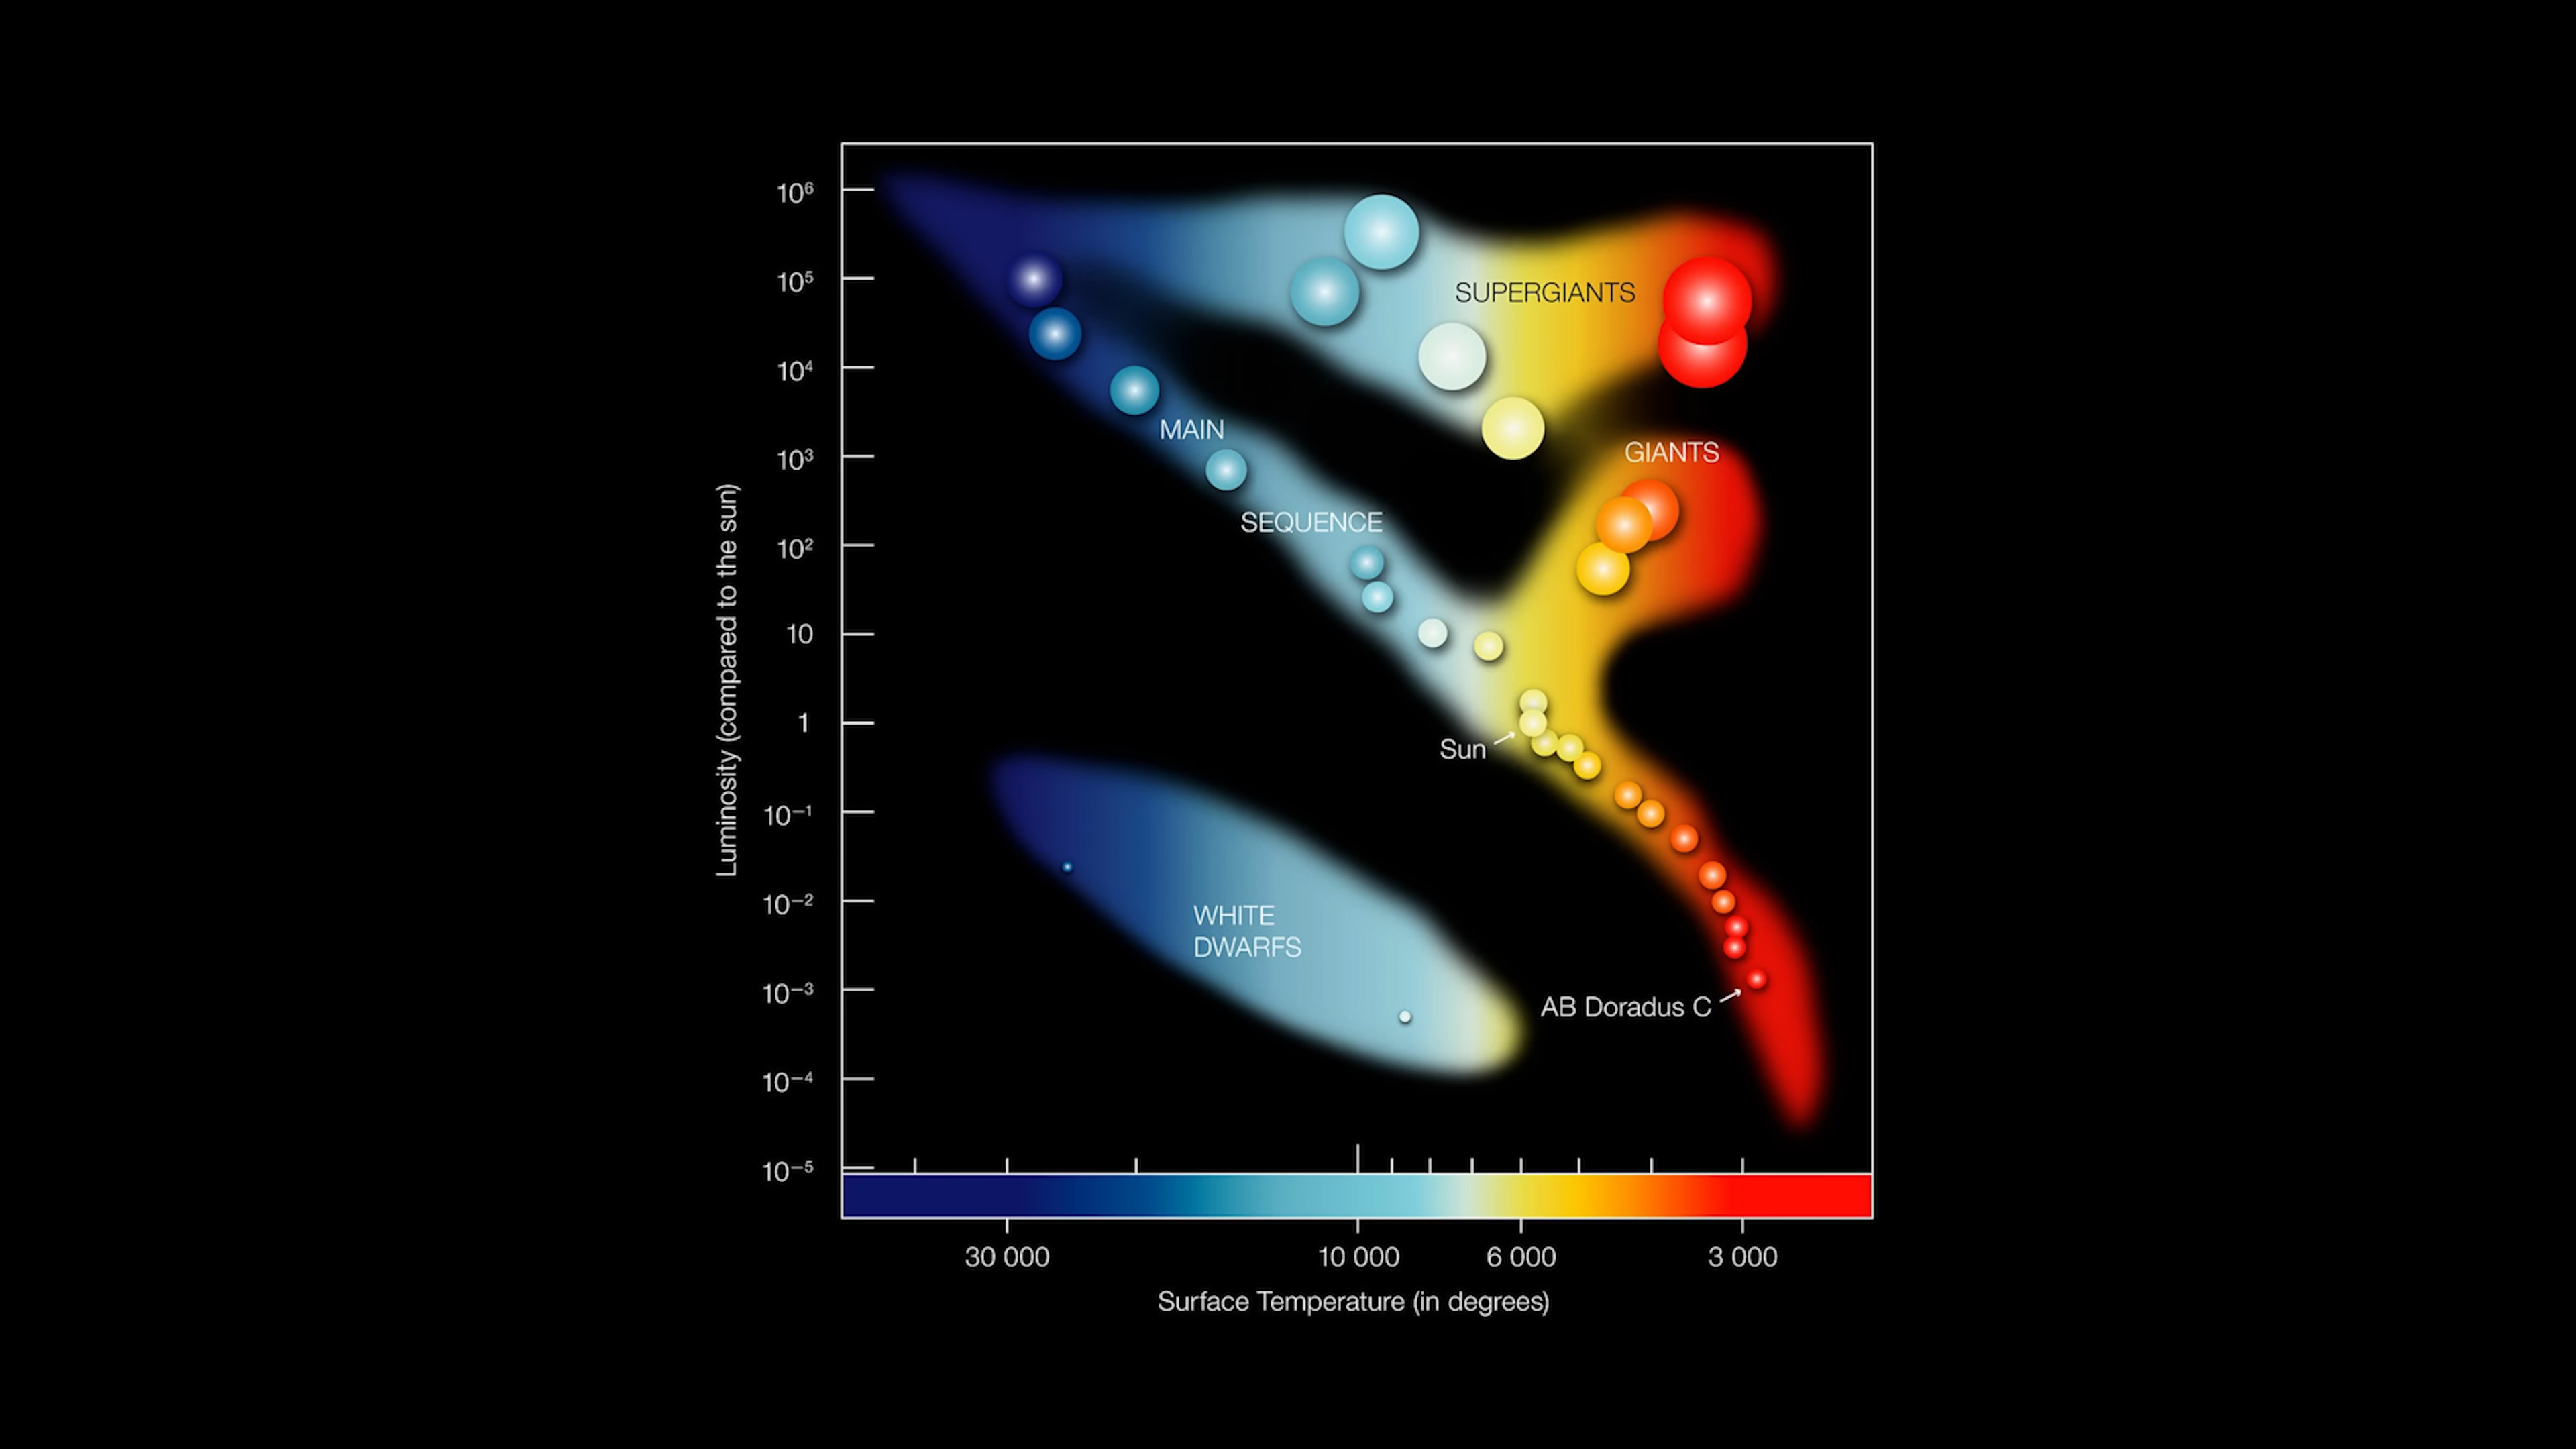 10⁶
10⁵
10⁴
10³
10²
10
1
10⁻¹
10⁻²
10⁻³
10⁻⁴
10⁻⁵
Luminosity (compared to the sun)
SUPERGIANTS
MAIN
GIANTS
SEQUENCE
Sun
WHITE
DWARFS
AB Doradus C
30 000 10 000 6 000 3 000
Surface Temperature (in degrees)